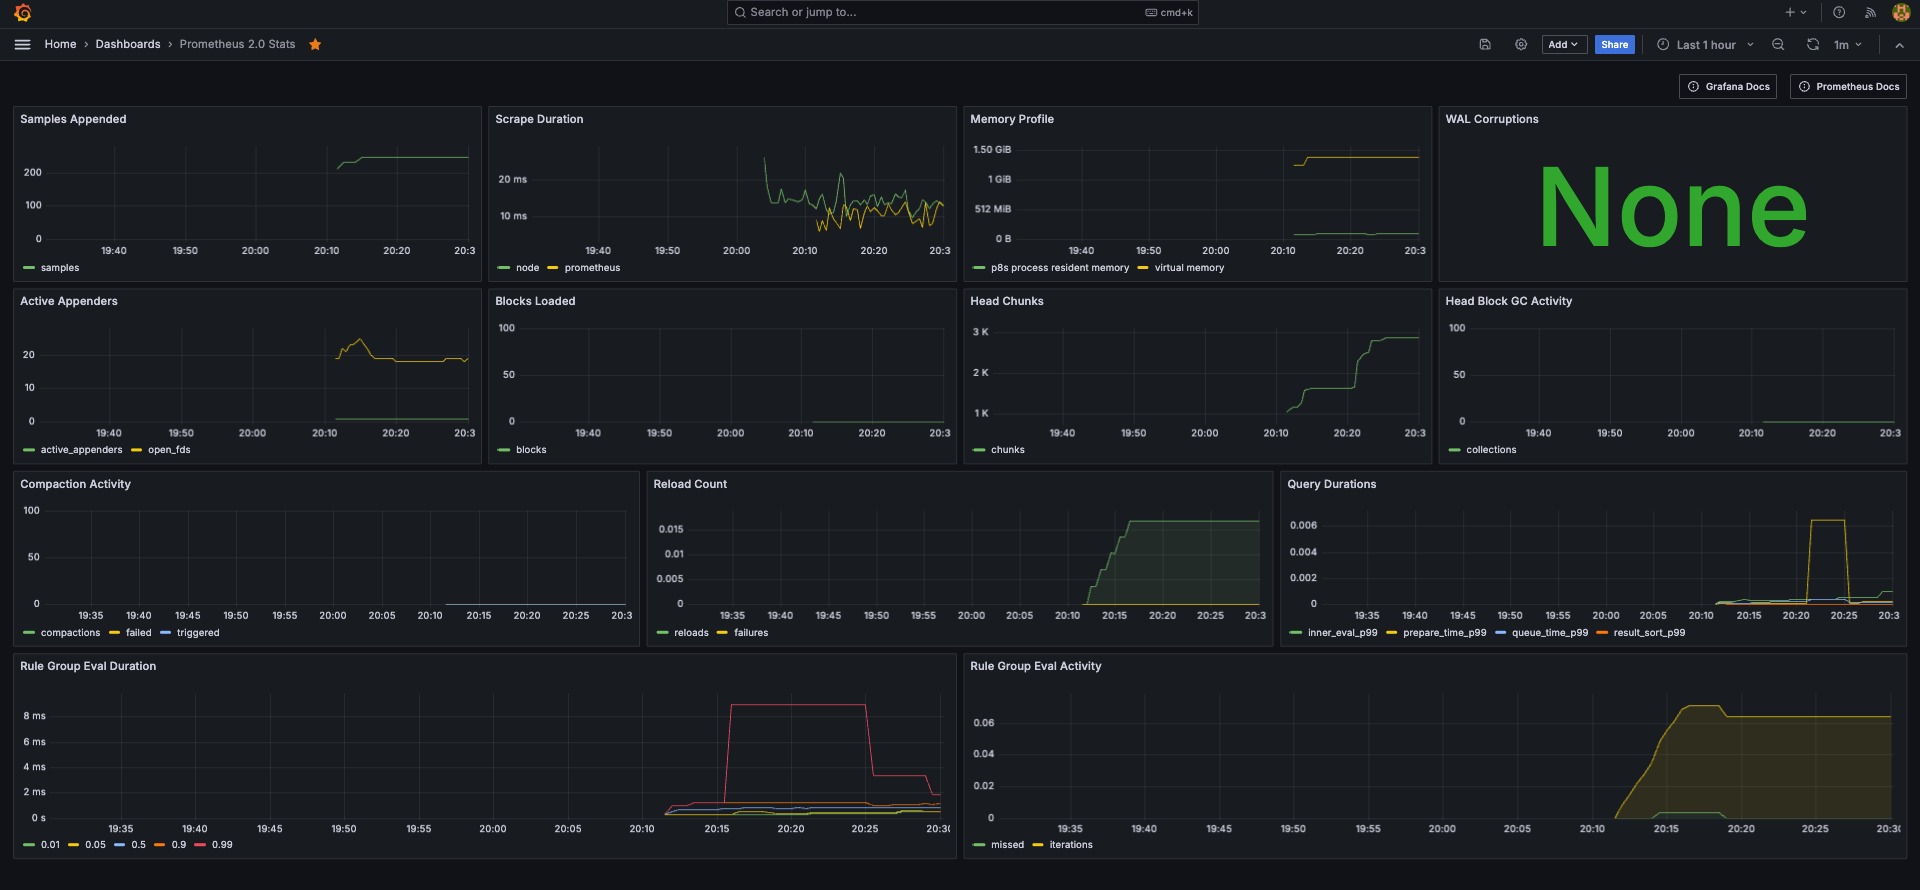 Search or jump to...
cmd+k
Home › Dashboards › Prometheus 2.0 Stats
Add
Share
Last 1 hour
1m
Grafana Docs
Prometheus Docs
Samples Appended
200
100
0
19:40 19:50 20:00 20:10 20:20 20:3
samples
Scrape Duration
20 ms
10 ms
19:40 19:50 20:00 20:10 20:20 20:3
node prometheus
Memory Profile
1.50 GiB
1 GiB
512 MiB
0 B
19:40 19:50 20:00 20:10 20:20 20:3
p8s process resident memory virtual memory
WAL Corruptions
None
Active Appenders
20
10
0
19:40 19:50 20:00 20:10 20:20 20:3
active_appenders open_fds
Blocks Loaded
100
50
0
19:40 19:50 20:00 20:10 20:20 20:3
blocks
Head Chunks
3 K
2 K
1 K
19:40 19:50 20:00 20:10 20:20 20:3
chunks
Head Block GC Activity
100
50
0
19:40 19:50 20:00 20:10 20:20 20:3
collections
Compaction Activity
100
50
0
19:35 19:40 19:45 19:50 19:55 20:00 20:05 20:10 20:15 20:20 20:25 20:3
compactions failed triggered
Reload Count
0.015
0.01
0.005
0
19:35 19:40 19:45 19:50 19:55 20:00 20:05 20:10 20:15 20:20 20:25 20:3
reloads failures
Query Durations
0.006
0.004
0.002
0
19:35 19:40 19:45 19:50 19:55 20:00 20:05 20:10 20:15 20:20 20:25 20:3
inner_eval_p99 prepare_time_p99 queue_time_p99 result_sort_p99
Rule Group Eval Duration
8 ms
6 ms
4 ms
2 ms
0 s
19:35 19:40 19:45 19:50 19:55 20:00 20:05 20:10 20:15 20:20 20:25 20:30
0.01 0.05 0.5 0.9 0.99
Rule Group Eval Activity
0.06
0.04
0.02
0
19:35 19:40 19:45 19:50 19:55 20:00 20:05 20:10 20:15 20:20 20:25 20:30
missed iterations